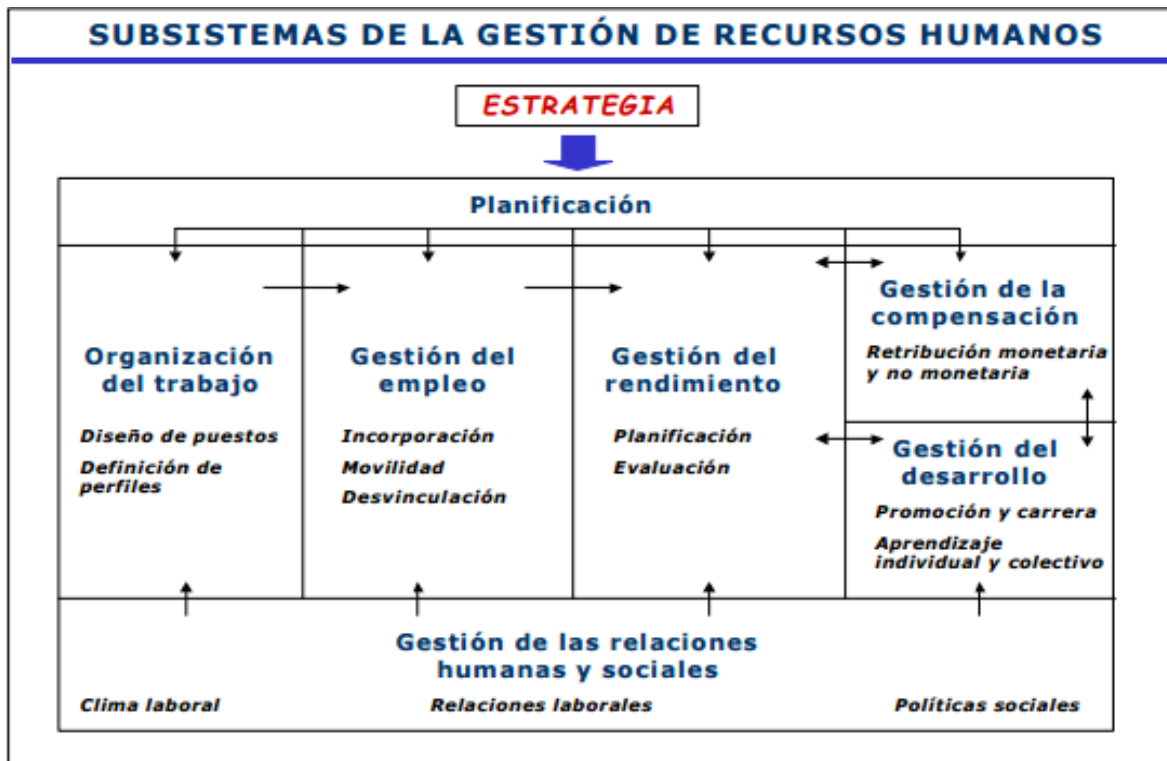 SUBSISTEMAS DE LA GESTIÓN DE RECURSOS HUMANOS
ESTRATEGIA
Planificación
Organización
del trabajo
Diseño de puestos
Definición de
perfiles
Gestión del
empleo
Incorporación
Movilidad
Desvinculación
Gestión del
rendimiento
Planificación
Evaluación
Gestión de la
compensación
Retribución monetaria
y no monetaria
Gestión del
desarrollo
Promoción y carrera
Aprendizaje
individual y colectivo
Gestión de las relaciones
humanas y sociales
Clima laboral
Relaciones laborales
Políticas sociales